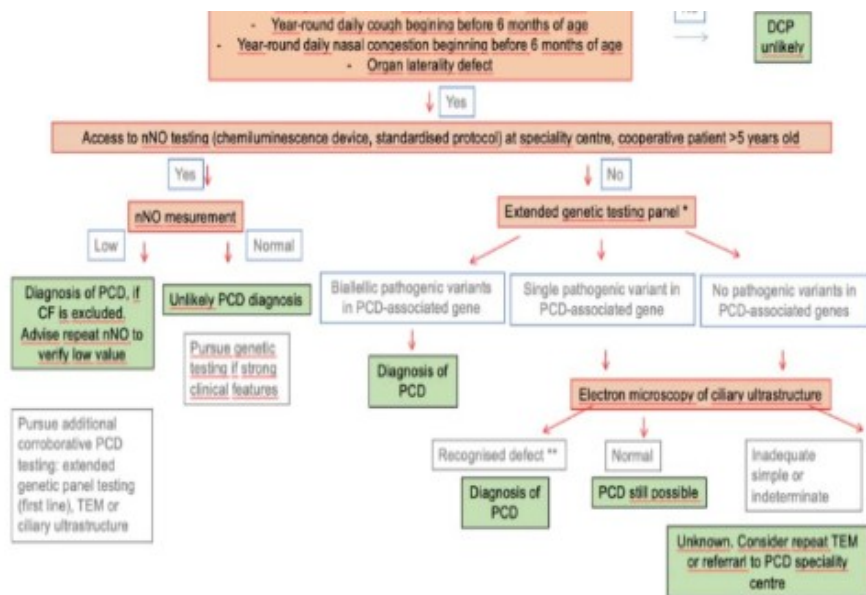 - Year-round daily cough begining before 6 months of age
- Year-round daily nasal congestion beginning before 6 months of age
- Organ laterality defect
DCP
unlikely
Yes
Access to nNO testing (chemiluminescence device, standardised protocol) at speciality centre, cooperative patient >5 years old
Yes
No
nNO mesurement
Extended genetic testing panel *
Low
Normal
Diagnosis of PCD, if
CF is excluded.
Advise repeat nNO to
verify low value
Unlikely PCD diagnosis
Biallellic pathogenic variants
in PCD-associated gene
Single pathogenic variant in
PCD-associated gene
No pathogenic variants in
PCD-associated genes
Pursue genetic
testing if strong
clinical features
Diagnosis of
PCD
Electron microscopy of ciliary ultrastructure
Pursue additional
corroborative PCD
testing: extended
genetic panel testing
(first line), TEM or
ciliary ultrastructure
Recognised defect **
Normal
Inadequate
simple or
indeterminate
Diagnosis of
PCD
PCD still possible
Unknown. Consider repeat TEM
or referrarl to PCD speciality
centre